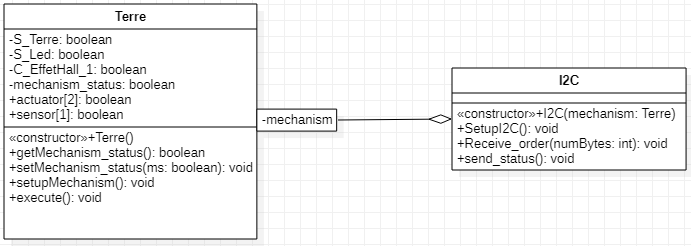 Terre
-S_Terre: boolean
-S_Led: boolean
-C_EffetHall_1: boolean
-mechanism_status: boolean
+actuator[2]: boolean
+sensor[1]: boolean
«constructor»+Terre()
+getMechanism_status(): boolean
+setMechanism_status(ms: boolean): void
+setupMechanism(): void
+execute(): void
-mechanism
I2C
«constructor»+I2C(mechanism: Terre)
+SetupI2C(): void
+Receive_order(numBytes: int): void
+send_status(): void